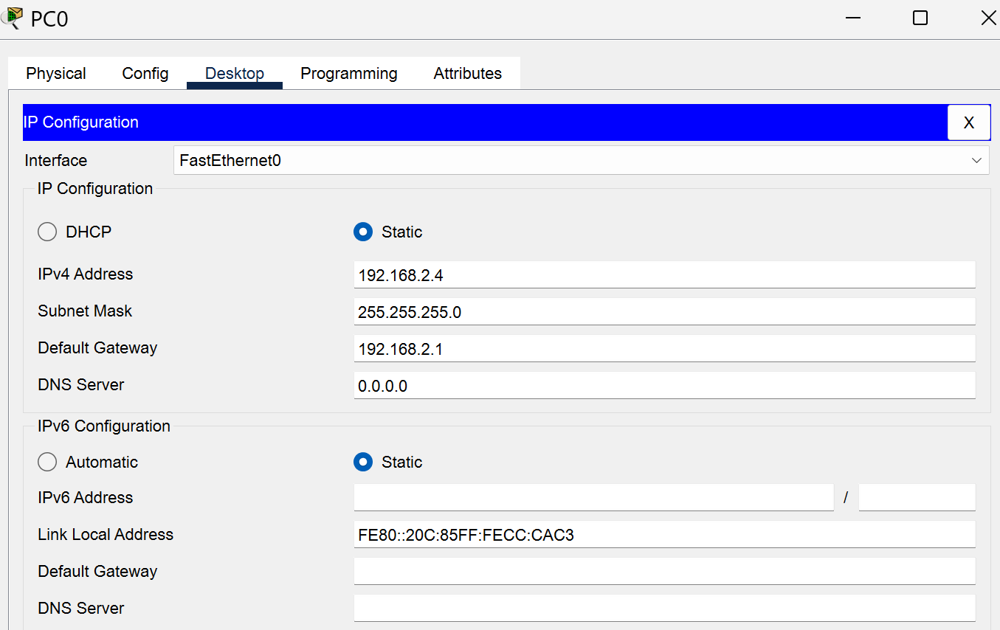 PC0
Physical Config Desktop Programming Attributes
IP Configuration X
Interface FastEthernet0
IP Configuration
DHCP Static
IPv4 Address 192.168.2.4
Subnet Mask 255.255.255.0
Default Gateway 192.168.2.1
DNS Server 0.0.0.0
IPv6 Configuration
Automatic Static
IPv6 Address /
Link Local Address FE80::20C:85FF:FECC:CAC3
Default Gateway
DNS Server